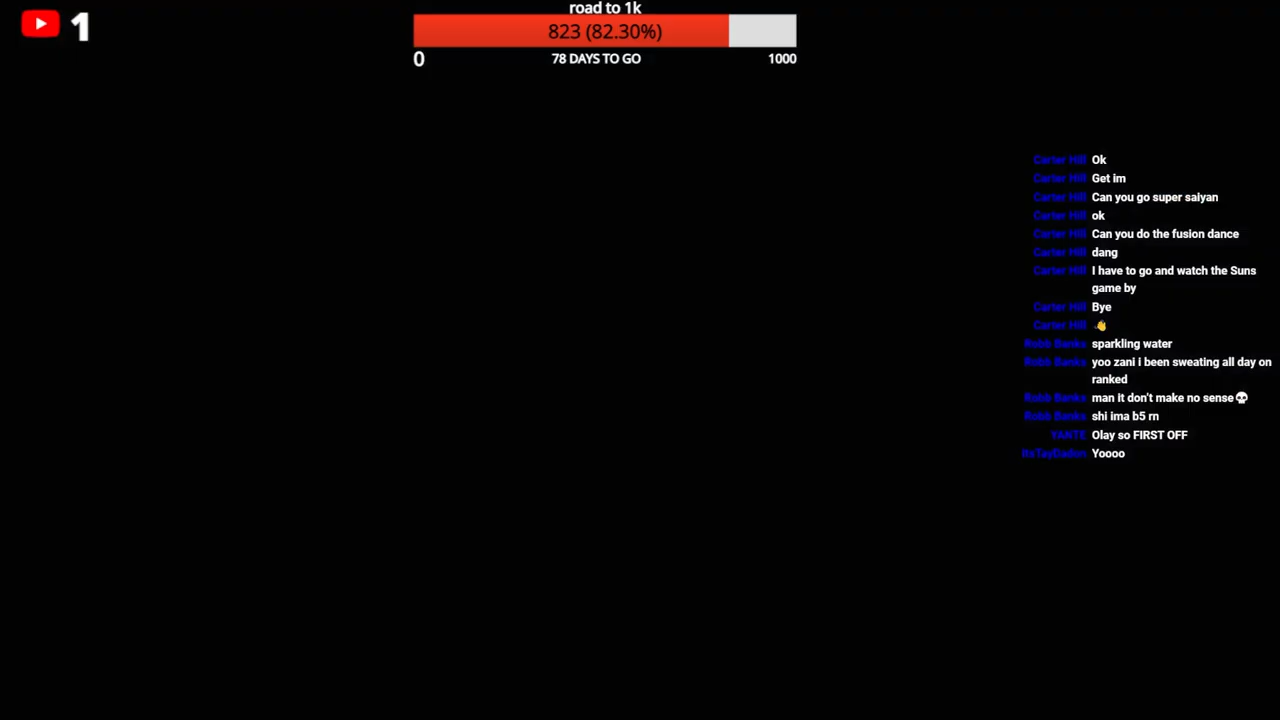 road to 1k
1
823 (82.30%)
0 78 DAYS TO GO 1000
Carter Hill Ok
Carter Hill Get im
Carter Hill Can you go super saiyan
Carter Hill ok
Carter Hill Can you do the fusion dance
Carter Hill dang
Carter Hill I have to go and watch the Suns
game by
Carter Hill Bye
Carter Hill 👋
Robb Banks sparkling water
Robb Banks yoo zani i been sweating all day on
ranked
Robb Banks man it don't make no sense💀
Robb Banks shi ima b5 rn
YANTE Olay so FIRST OFF
ItsTayDadon Yoooo